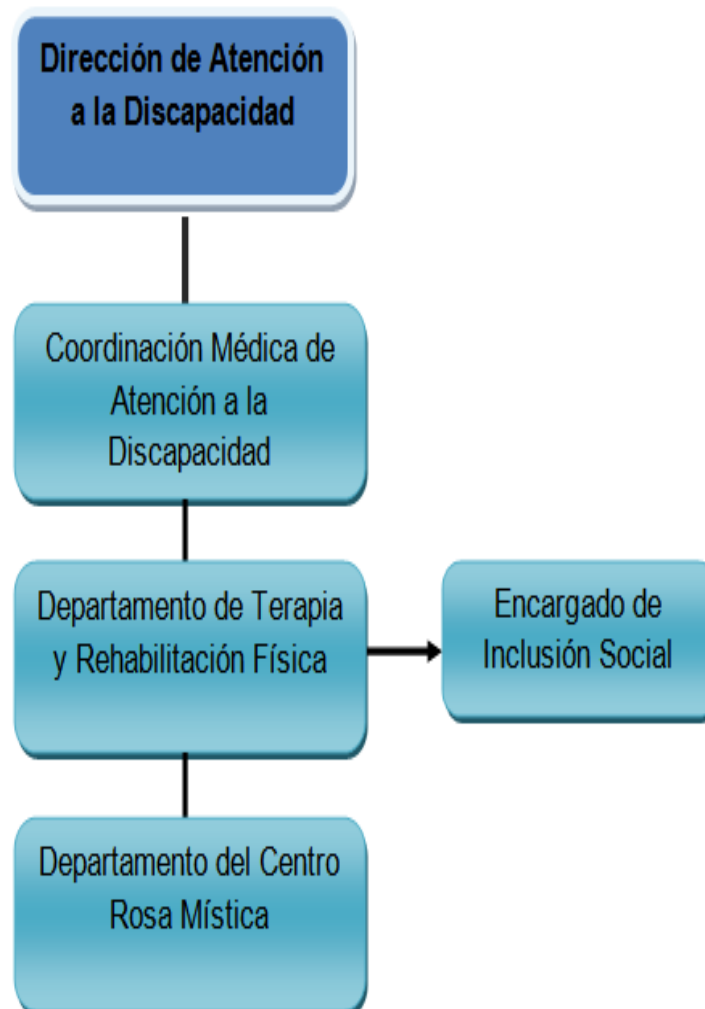 Dirección de Atención
a la Discapacidad
Coordinación Médica de
Atención a la
Discapacidad
Departamento de Terapia
y Rehabilitación Física
Encargado de
Inclusión Social
Departamento del Centro
Rosa Mística